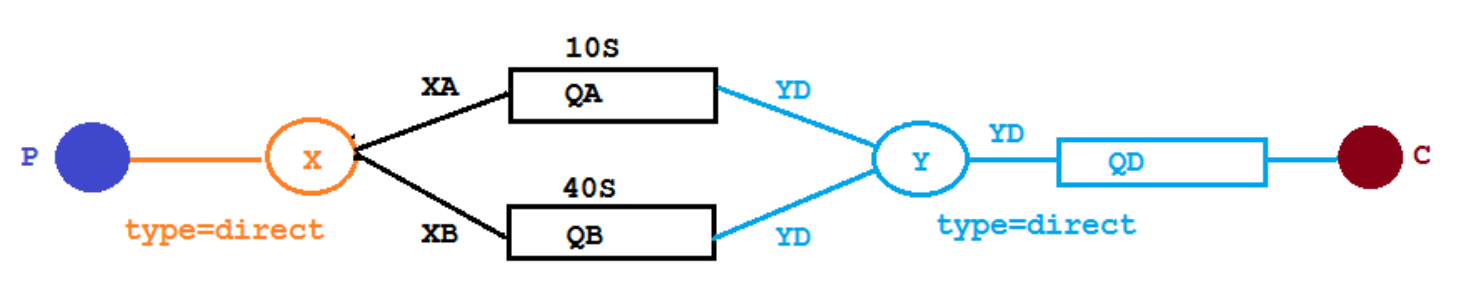 10S
XA
QA
YD
P
X
Y
YD
QD
C
40S
type=direct
XB
QB
YD
type=direct